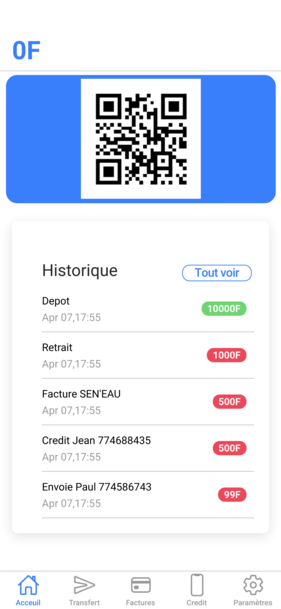 0F
Historique
Tout voir
Depot
10000F
Apr 07,17:55
Retrait
1000F
Apr 07,17:55
Facture SEN'EAU
500F
Apr 07,17:55
Credit Jean 774688435
500F
Apr 07,17:55
Envoie Paul 774586743
99F
Apr 07,17:55
Acceuil
Transfert
Factures
Credit
Paramètres